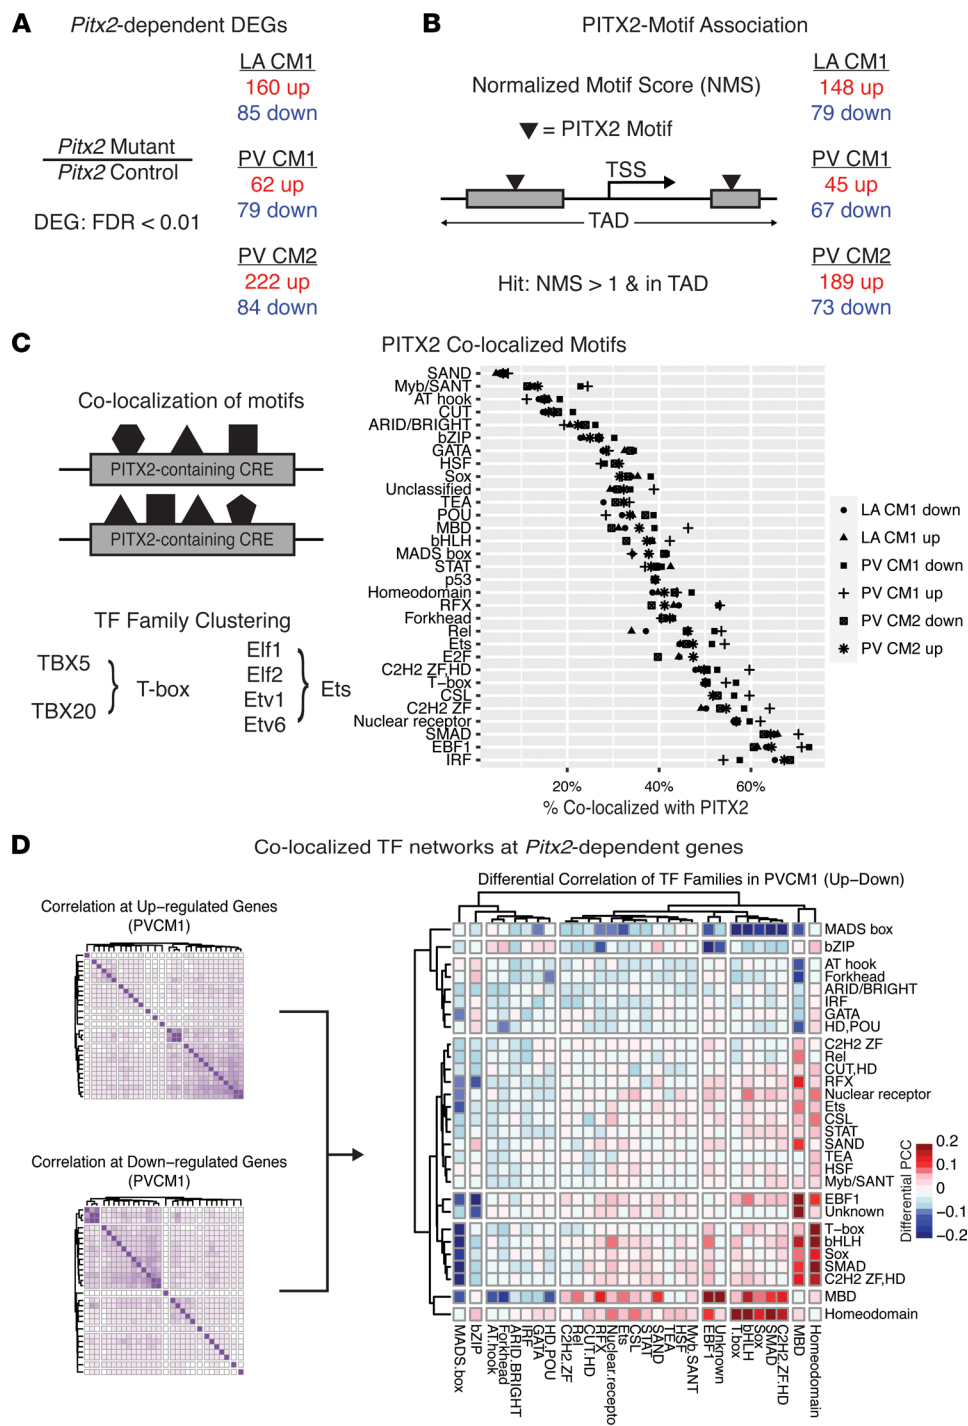 A
Pitx2-dependent DEGs
LA CM1
160 up
85 down
Pitx2 Mutant
Pitx2 Control
PV CM1
62 up
79 down
DEG: FDR < 0.01
PV CM2
222 up
84 down
B
PITX2-Motif Association
Normalized Motif Score (NMS)
= PITX2 Motif
TSS
TAD
Hit: NMS > 1 & in TAD
LA CM1
148 up
79 down
PV CM1
45 up
67 down
PV CM2
189 up
73 down
C
Co-localization of motifs
PITX2-containing CRE
PITX2-containing CRE
TF Family Clustering
TBX5
TBX20
T-box
Elf1
Elf2
Etv1
Etv6
Ets
PITX2 Co-localized Motifs
SAND
Myb/SANT
AT hook
CUT
ARID/BRIGHT
bZIP
GATA
HSF
Sox
Unclassified
TEA
POU
MBD
bHLH
MADS box
STAT
p53
Homeodomain
RFX
Forkhead
Rel
Ets
E2F
C2H2 ZF,HD
T-box
CSL
C2H2 ZF
Nuclear receptor
SMAD
EBF1
IRF
20%
40%
60%
% Co-localized with PITX2
LA CM1 down
LA CM1 up
PV CM1 down
PV CM1 up
PV CM2 down
PV CM2 up
D
Co-localized TF networks at Pitx2-dependent genes
Correlation at Up-regulated Genes
(PVCM1)
Correlation at Down-regulated Genes
(PVCM1)
Differential Correlation of TF Families in PVCM1 (Up-Down)
MADS box
bZIP
AT hook
Forkhead
ARID/BRIGHT
IRF
GATA
HD,POU
C2H2 ZF
Rel
CUT,HD
RFX
Nuclear receptor
Ets
CSL
STAT
SAND
TEA
HSF
Myb/SANT
EBF1
Unknown
T-box
bHLH
Sox
SMAD
C2H2 ZF,HD
MBD
Homeodomain
MADS.box
bZIP
AT.hook
Forkhead
ARID.BRIGHT
IRF
GATA
HD.POU
C2H2.ZF
Rel
CUT.HD
RFX
Nuclear.recepto
Ets
CSL
STAT
SAND
TEA
HSF
Myb.SANT
EBF1
Unknown
T.box
bHLH
Sox
SMAD
C2H2.ZF.HD
MBD
Homeodomain
Differential PCC
0.2
0.1
0
-0.1
-0.2